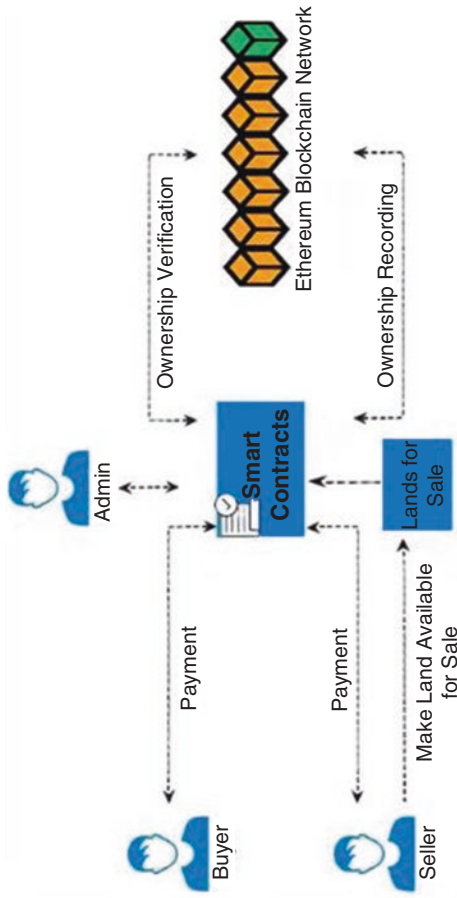 Admin
Ownership Verification
Buyer
Payment
Smart
Contracts
Ethereum Blockchain Network
Payment
Ownership Recording
Lands for
Sale
Seller
Make Land Available
for Sale